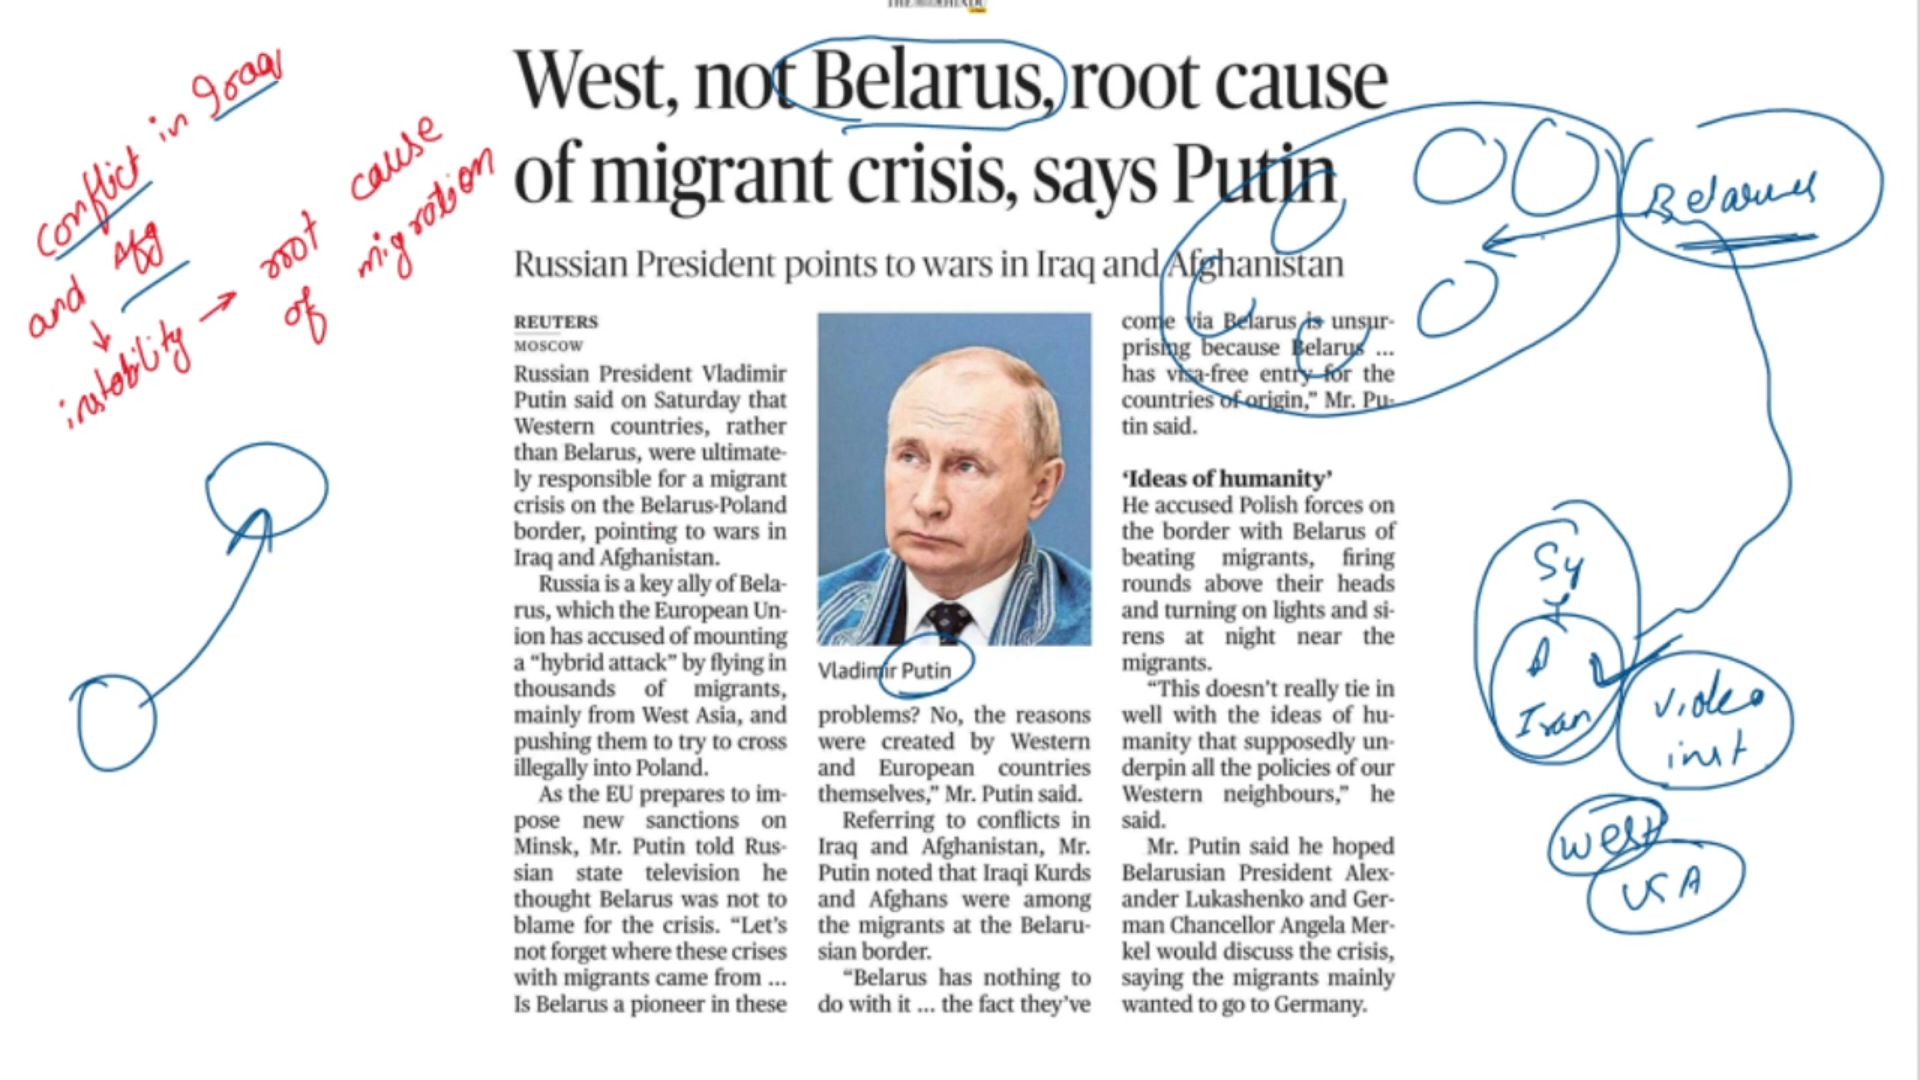 West, not Belarus, root cause
of migrant crisis, says Putin
Russian President points to wars in Iraq and Afghanistan
REUTERS
MOSCOW
Russian President Vladimir
Putin said on Saturday that
Western countries, rather
than Belarus, were ultimate-
ly responsible for a migrant
crisis on the Belarus-Poland
border, pointing to wars in
Iraq and Afghanistan.
Russia is a key ally of Bela-
rus, which the European Un-
ion has accused of mounting
a “hybrid attack” by flying in
thousands of migrants,
mainly from West Asia, and
pushing them to try to cross
illegally into Poland.
As the EU prepares to im-
pose new sanctions on
Minsk, Mr. Putin told Rus-
sian state television he
thought Belarus was not to
blame for the crisis. “Let’s
not forget where these crises
with migrants came from ...
Is Belarus a pioneer in these
Vladimir Putin
problems? No, the reasons
were created by Western
and European countries
themselves,” Mr. Putin said.
Referring to conflicts in
Iraq and Afghanistan, Mr.
Putin noted that Iraqi Kurds
and Afghans were among
the migrants at the Belaru-
sian border.
“Belarus has nothing to
do with it ... the fact they’ve
come via Belarus is unsur-
prising because Belarus ...
has visa-free entry for the
countries of origin,” Mr. Pu-
tin said.
‘Ideas of humanity’
He accused Polish forces on
the border with Belarus of
beating migrants, firing
rounds above their heads
and turning on lights and si-
rens at night near the
migrants.
“This doesn’t really tie in
well with the ideas of hu-
manity that supposedly un-
derpin all the policies of our
Western neighbours,” he
said.
Mr. Putin said he hoped
Belarusian President Alex-
ander Lukashenko and Ger-
man Chancellor Angela Mer-
kel would discuss the crisis,
saying the migrants mainly
wanted to go to Germany.
Conflict in Iraq
and Afg
instability → root cause
of migration
Belarus
Sy
A
Iran
video
inst
west
USA